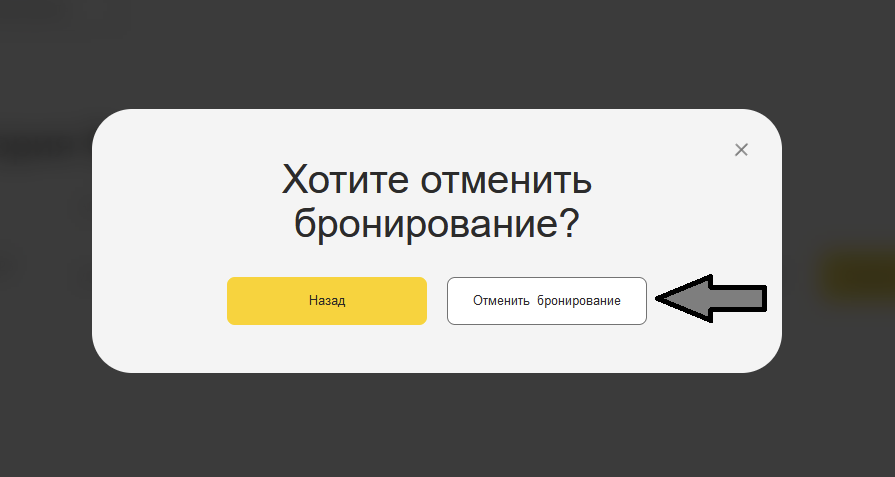 Хотите отменить
бронирование?
Назад
Отменить бронирование